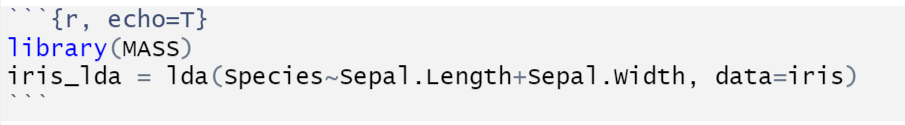 ```{r, echo=T}
library(MASS)
iris_lda = lda(Species~Sepal.Length+Sepal.Width, data=iris)
```